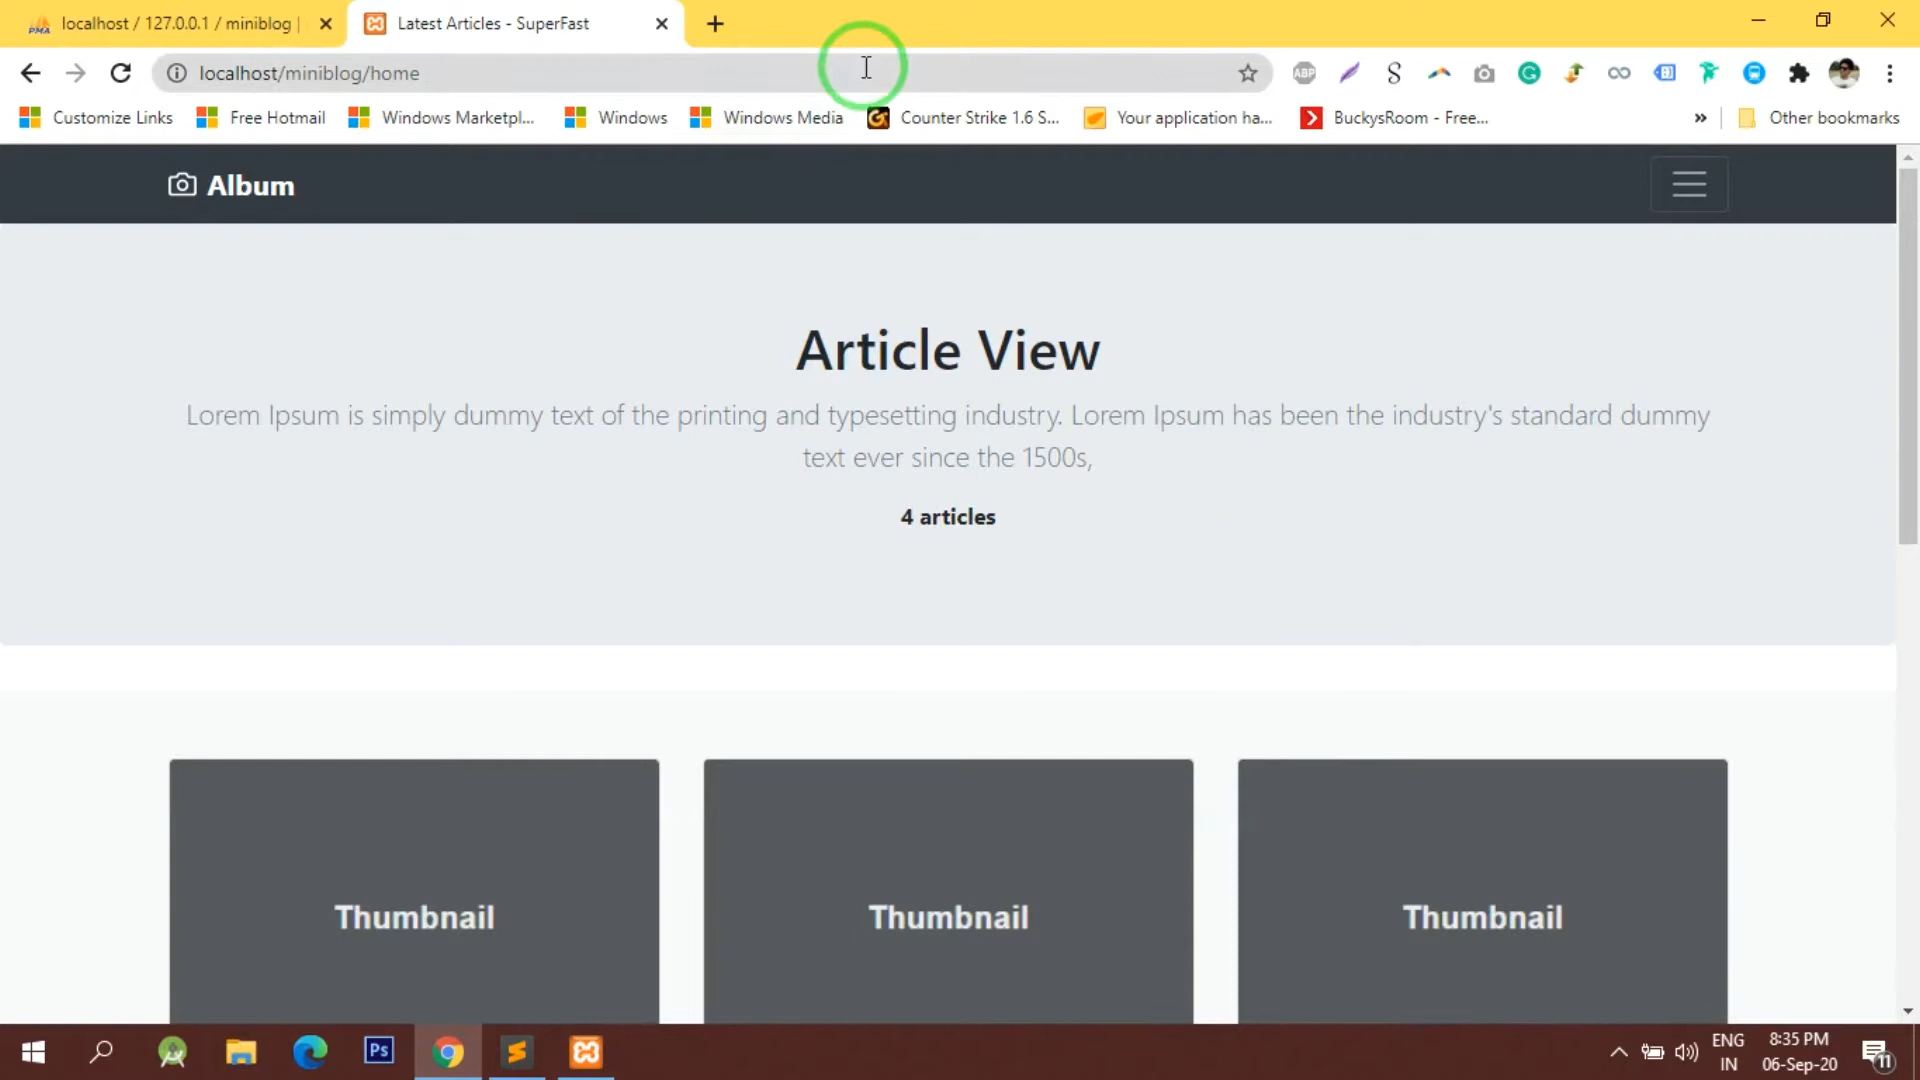 localhost / 127.0.0.1 / miniblog |
Latest Articles - SuperFast
localhost/miniblog/home
ABP
Customize Links
Free Hotmail
Windows Marketpl...
Windows
Windows Media
Counter Strike 1.6 S...
Your application ha...
BuckysRoom - Free...
»
Other bookmarks
Album
Article View
Lorem Ipsum is simply dummy text of the printing and typesetting industry. Lorem Ipsum has been the industry's standard dummy
text ever since the 1500s,
4 articles
Thumbnail
Thumbnail
Thumbnail
Ps
ENG
IN
8:35 PM
06-Sep-20
11